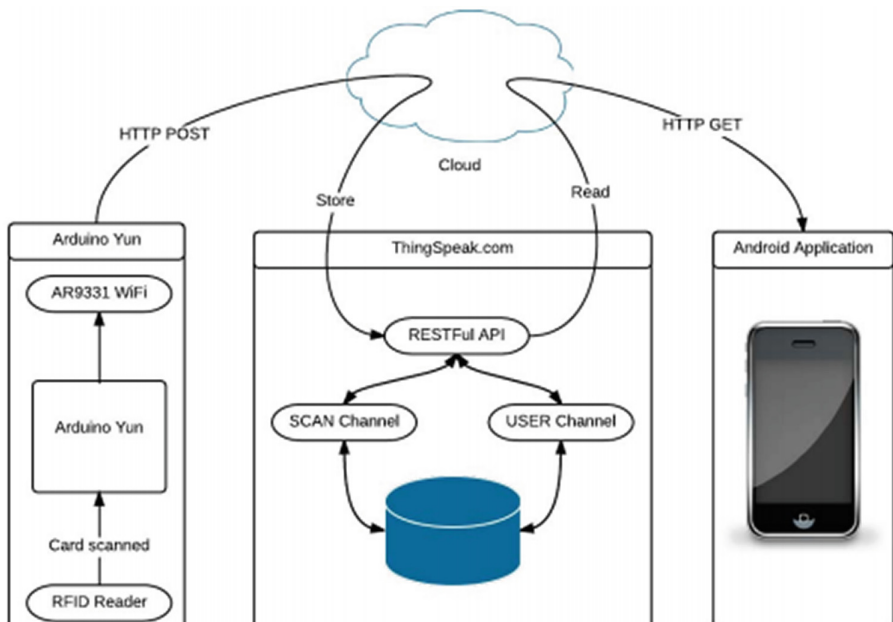 HTTP POST
HTTP GET
Cloud
Store
Read
Arduino Yun
AR9331 WiFi
Arduino Yun
Card scanned
RFID Reader
ThingSpeak.com
RESTFul API
SCAN Channel
USER Channel
Android Application